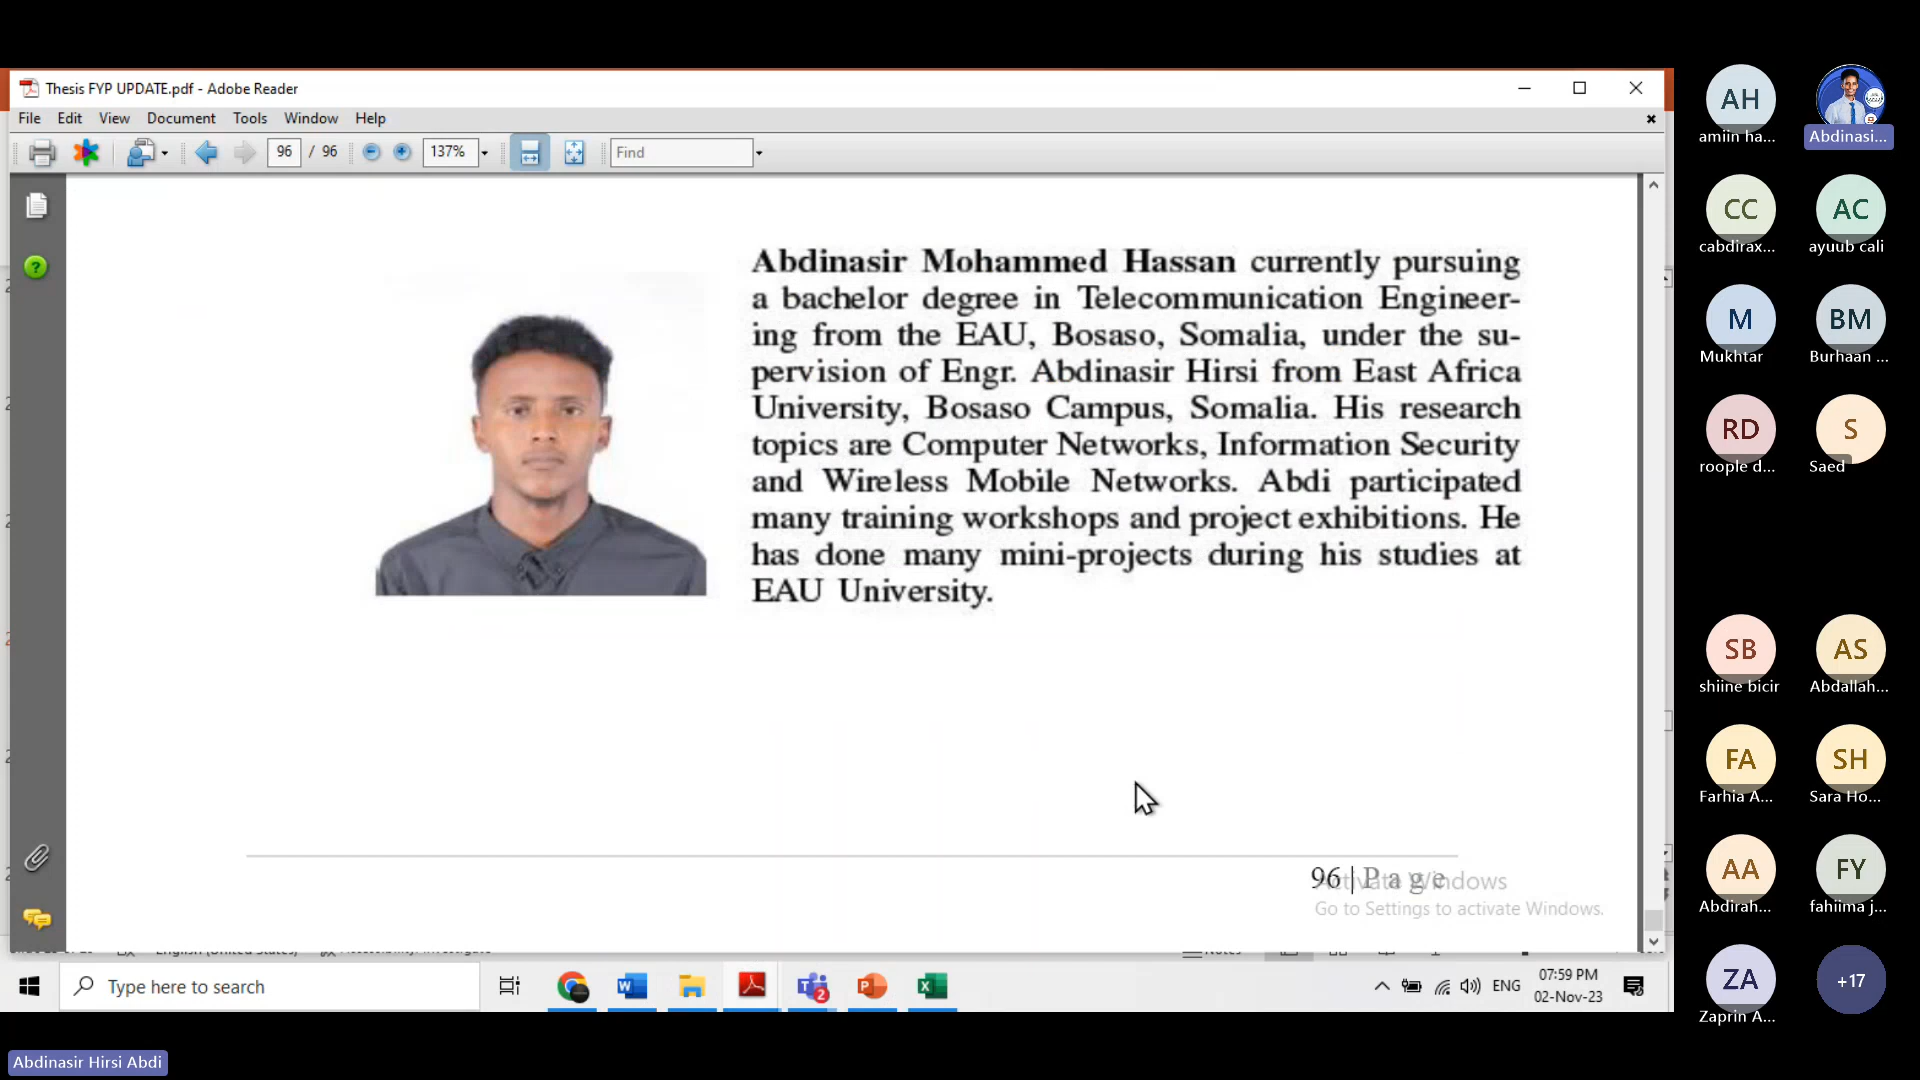 Thesis FYP UPDATE.pdf - Adobe Reader
File Edit View Document Tools Window Help
96 / 96 137% Find
Abdinasir Mohammed Hassan currently pursuing
a bachelor degree in Telecommunication Engineer-
ing from the EAU, Bosaso, Somalia, under the su-
pervision of Engr. Abdinasir Hirsi from East Africa
University, Bosaso Campus, Somalia. His research
topics are Computer Networks, Information Security
and Wireless Mobile Networks. Abdi participated
many training workshops and project exhibitions. He
has done many mini-projects during his studies at
EAU University.
96 | P a g e
Activate Windows
Go to Settings to activate Windows.
Type here to search
2
ENG
07:59 PM
02-Nov-23
Abdinasir Hirsi Abdi
AH
amiin ha...
Abdinasi...
CC
cabdirax...
AC
ayuub cali
M
Mukhtar
BM
Burhaan ...
RD
roople d...
S
Saed
SB
shiine bicir
AS
Abdallah...
FA
Farhia A...
SH
Sara Ho...
AA
Abdirah...
FY
fahiima j...
ZA
Zaprin A...
+17